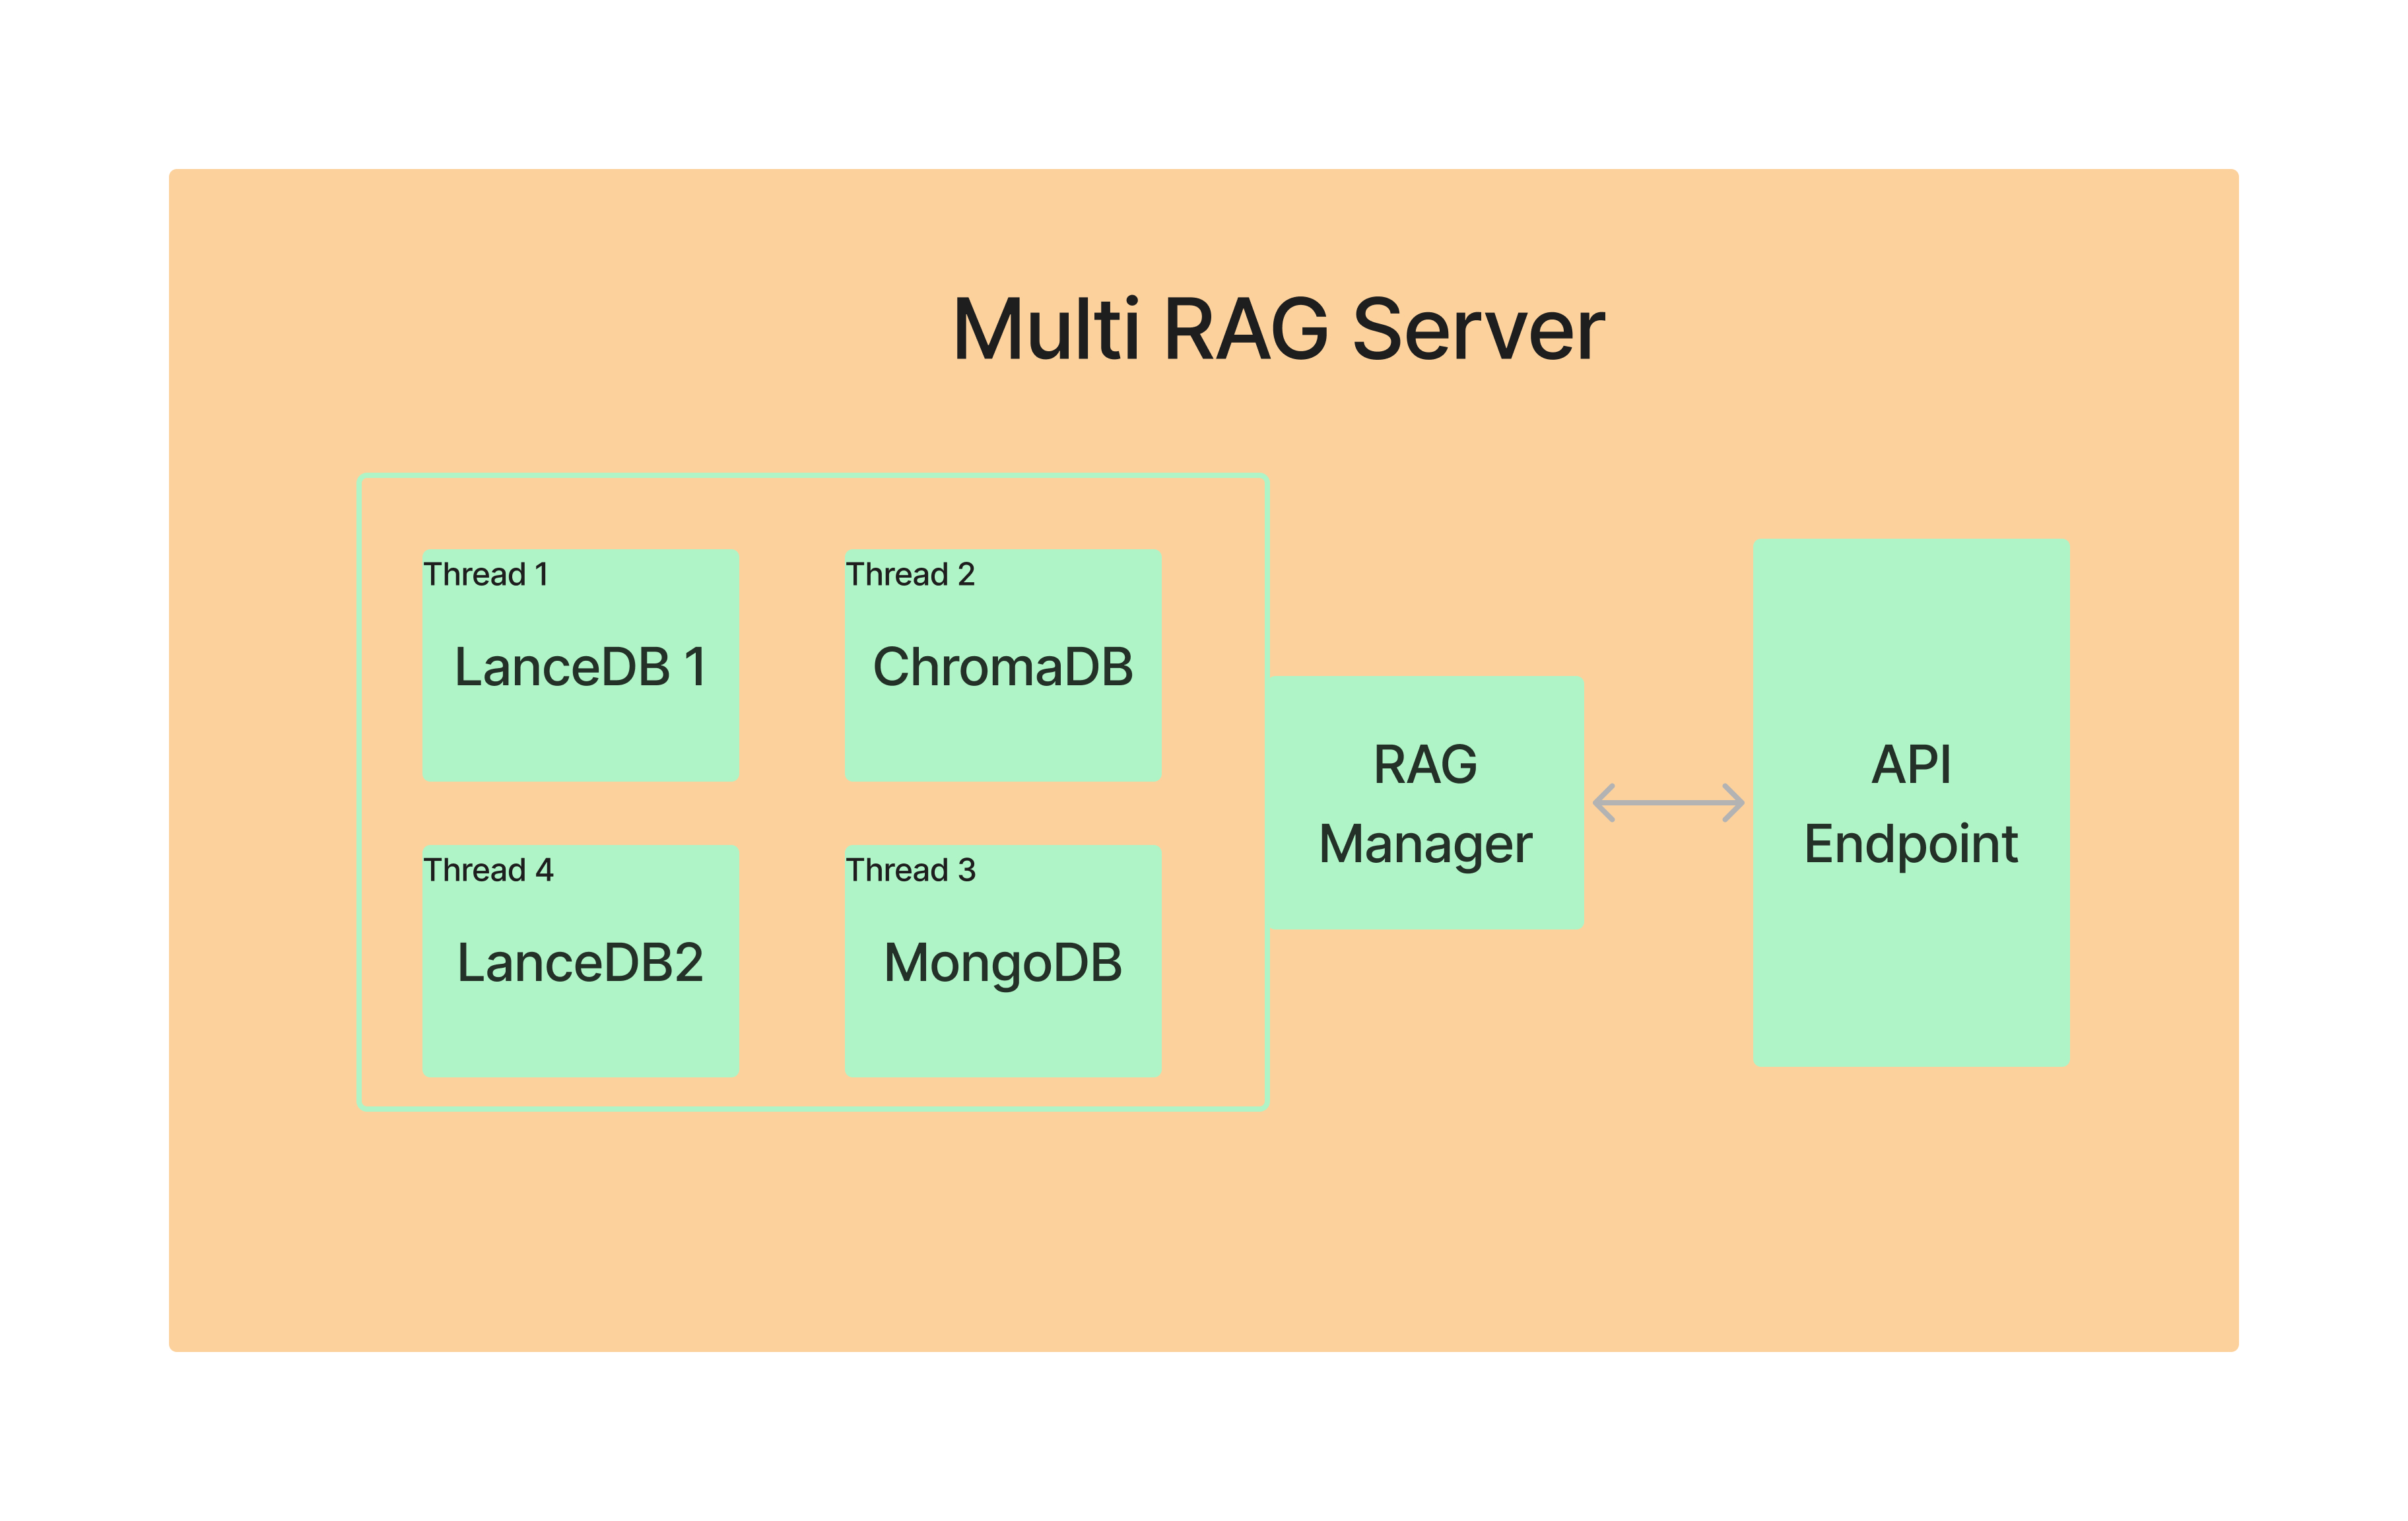 Multi RAG Server
Thread 1
LanceDB 1
Thread 2
ChromaDB
Thread 4
LanceDB2
Thread 3
MongoDB
RAG
Manager
API
Endpoint